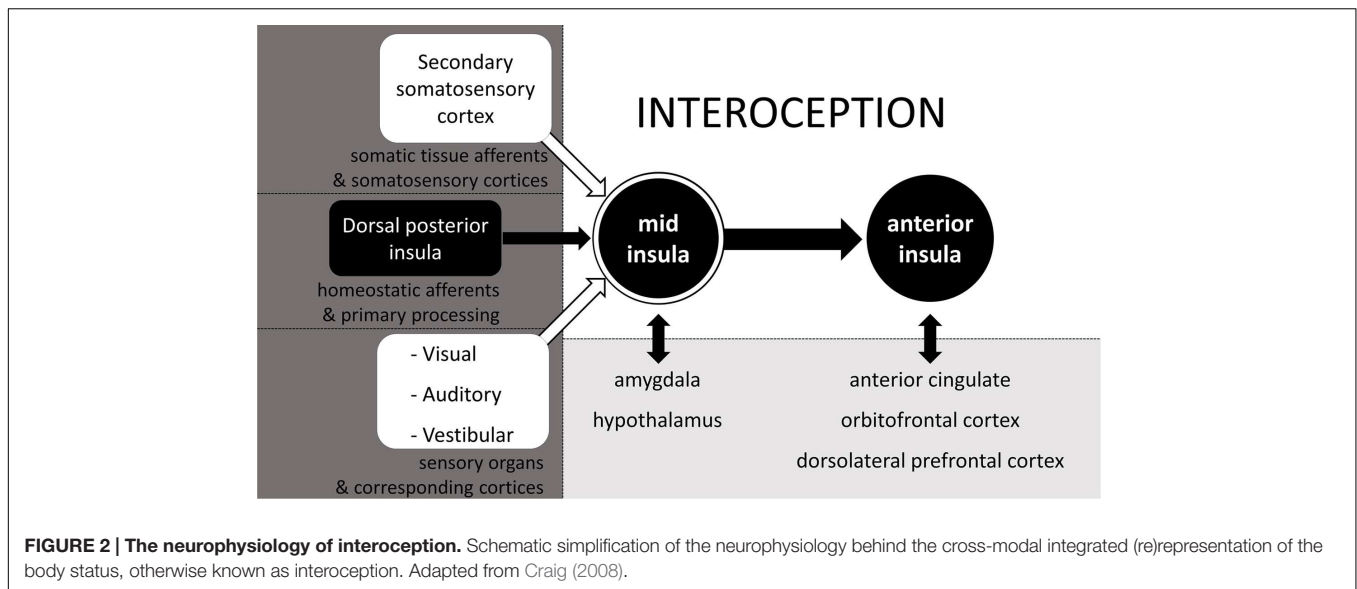 Secondary
somatosensory
cortex
somatic tissue afferents
& somatosensory cortices
INTEROCEPTION
Dorsal posterior
insula
homeostatic afferents
& primary processing
mid
insula
anterior
insula
- Visual
- Auditory
- Vestibular
sensory organs
& corresponding cortices
amygdala
hypothalamus
anterior cingulate
orbitofrontal cortex
dorsolateral prefrontal cortex
FIGURE 2 | The neurophysiology of interoception. Schematic simplification of the neurophysiology behind the cross-modal integrated (re)representation of the
body status, otherwise known as interoception. Adapted from Craig (2008).